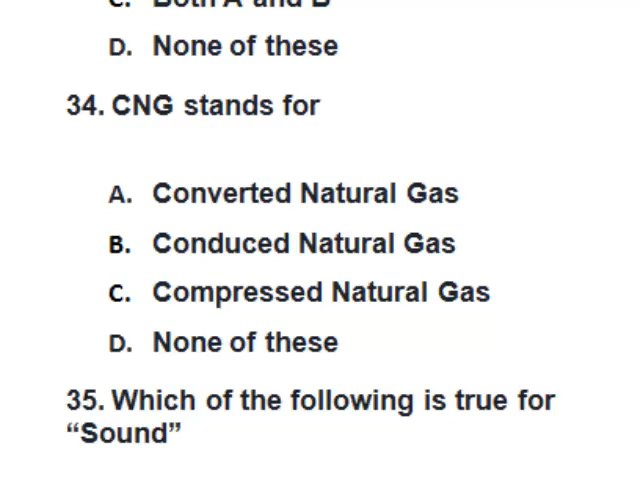 C. Both A and B
D. None of these
34. CNG stands for
A. Converted Natural Gas
B. Conduced Natural Gas
C. Compressed Natural Gas
D. None of these
35. Which of the following is true for
“Sound”